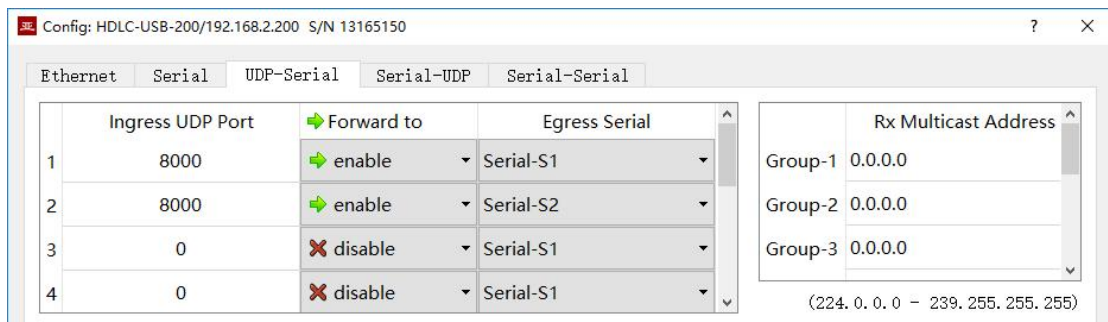 亚 Config: HDLC-USB-200/192.168.2.200 S/N 13165150 ? ×
Ethernet Serial UDP-Serial Serial-UDP Serial-Serial
Ingress UDP Port Forward to Egress Serial Rx Multicast Address
1 8000 enable Serial-S1 Group-1 0.0.0.0
2 8000 enable Serial-S2 Group-2 0.0.0.0
3 0 disable Serial-S1 Group-3 0.0.0.0
4 0 disable Serial-S1
(224.0.0.0 - 239.255.255.255)